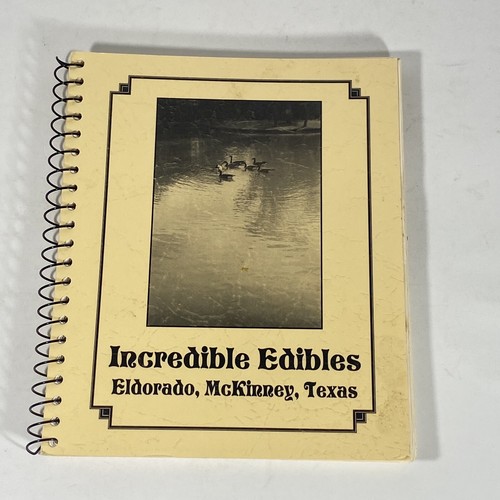 Incredible Edibles
Eldorado, McKinney, Texas